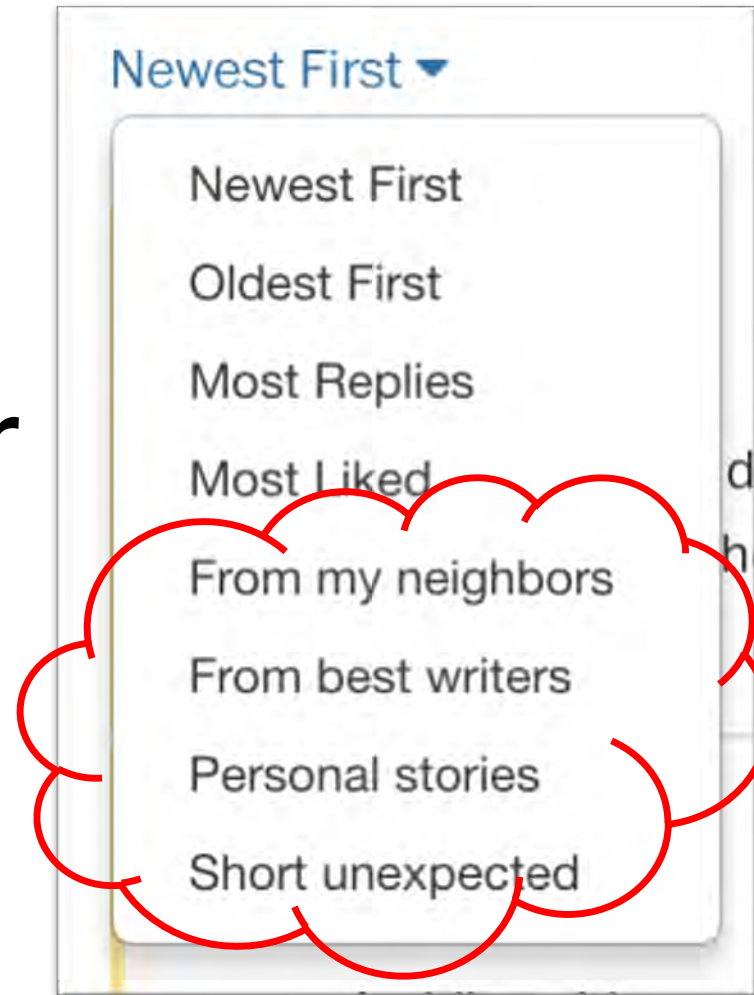 Newest First
Newest First
Oldest First
Most Replies
Most Liked
From my neighbors
From best writers
Personal stories
Short unexpected